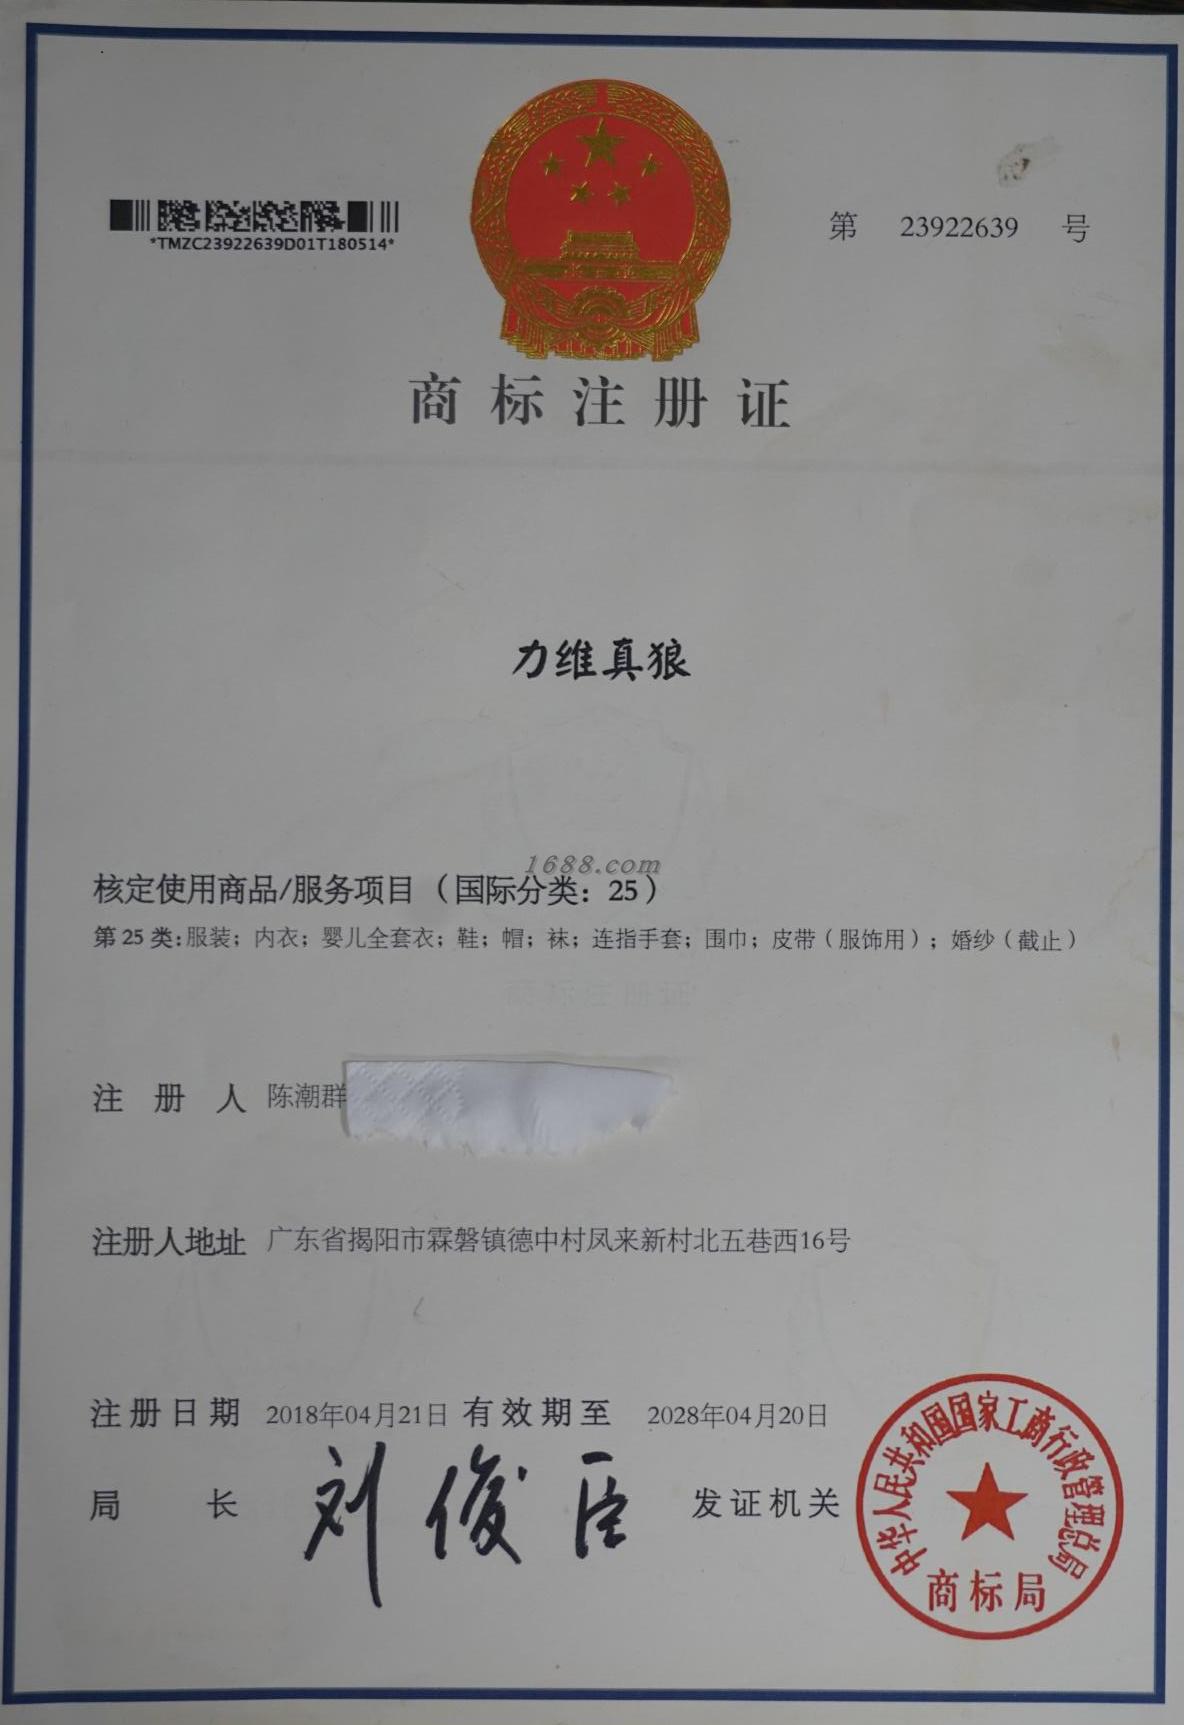 *TMZC23922639D01T180514*
第 23922639 号
商标注册证
力维真狼
1688.com
核定使用商品/服务项目（国际分类：25）
第25类:服装；内衣；婴儿全套衣；鞋；帽；袜；连指手套；围巾；皮带（服饰用）；婚纱（截止）
注册人 陈潮群
注册人地址 广东省揭阳市霖磐镇德中村凤来新村北五巷西16号
注册日期 2018年04月21日 有效期至 2028年04月20日
局长 刘俊臣 发证机关
中华人民共和国国家工商行政管理总局
商标局